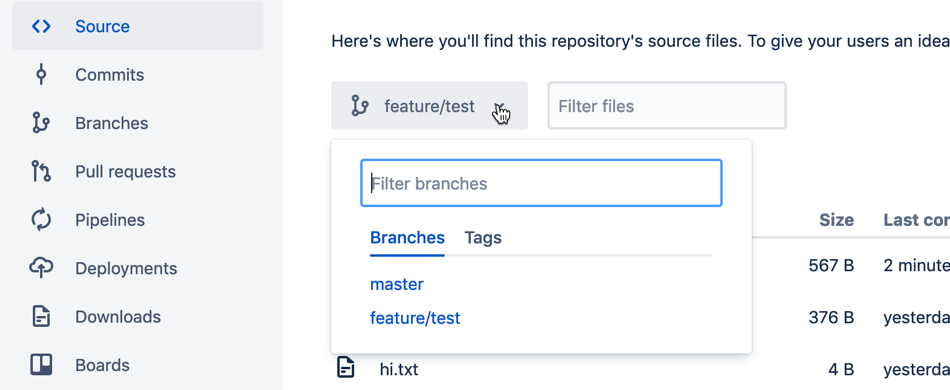 Source
Commits
Branches
Pull requests
Pipelines
Deployments
Downloads
Boards
Here's where you'll find this repository's source files. To give your users an idea
feature/test
Filter files
Filter branches
Branches Tags
master
feature/test
Size Last cor
567 B 2 minute
376 B yesterda
hi.txt 4 B yesterda